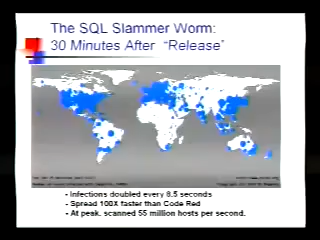 The SQL Slammer Worm:
30 Minutes After "Release"
- Infections doubled every 8.5 seconds
- Spread 100X faster than Code Red
- At peak, scanned 55 million hosts per second.